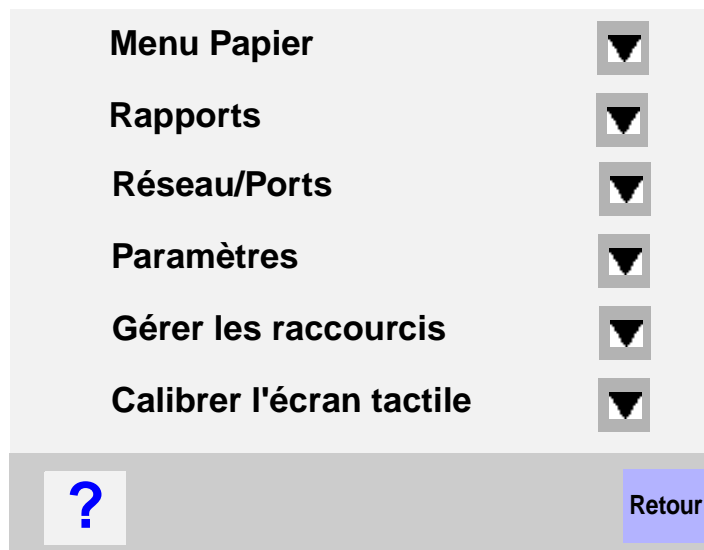 Menu Papier
Rapports
Réseau/Ports
Paramètres
Gérer les raccourcis
Calibrer l'écran tactile
?
Retour